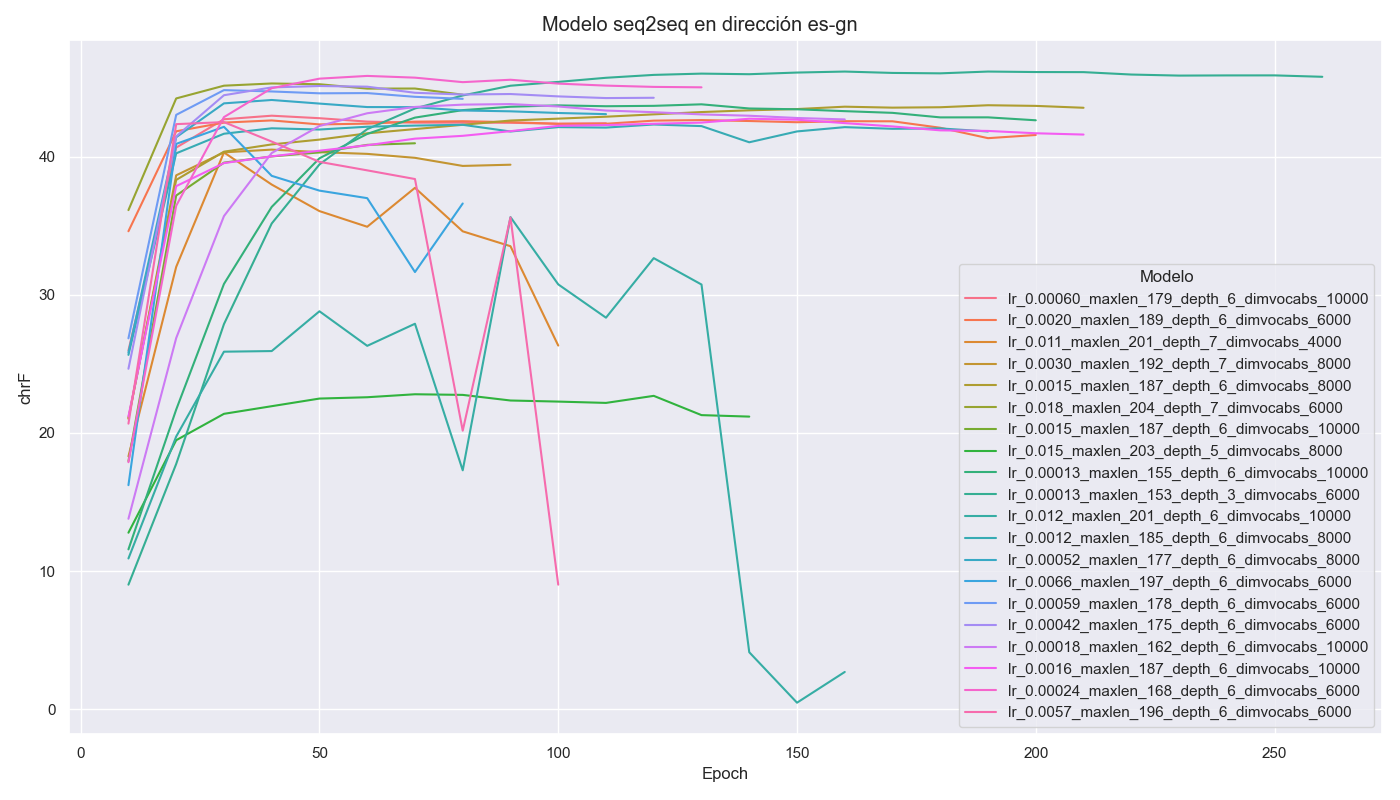 Modelo seq2seq en dirección es-gn
chrF
40
30
20
10
0
0 50 100 150 200 250
Epoch
Modelo
lr_0.00060_maxlen_179_depth_6_dimvocabs_10000
lr_0.0020_maxlen_189_depth_6_dimvocabs_6000
lr_0.011_maxlen_201_depth_7_dimvocabs_4000
lr_0.0030_maxlen_192_depth_7_dimvocabs_8000
lr_0.0015_maxlen_187_depth_6_dimvocabs_8000
lr_0.018_maxlen_204_depth_7_dimvocabs_6000
lr_0.0015_maxlen_187_depth_6_dimvocabs_10000
lr_0.015_maxlen_203_depth_5_dimvocabs_8000
lr_0.00013_maxlen_155_depth_6_dimvocabs_10000
lr_0.00013_maxlen_153_depth_3_dimvocabs_6000
lr_0.012_maxlen_201_depth_6_dimvocabs_10000
lr_0.0012_maxlen_185_depth_6_dimvocabs_8000
lr_0.00052_maxlen_177_depth_6_dimvocabs_8000
lr_0.0066_maxlen_197_depth_6_dimvocabs_6000
lr_0.00059_maxlen_178_depth_6_dimvocabs_6000
lr_0.00042_maxlen_175_depth_6_dimvocabs_6000
lr_0.00018_maxlen_162_depth_6_dimvocabs_10000
lr_0.0016_maxlen_187_depth_6_dimvocabs_10000
lr_0.00024_maxlen_168_depth_6_dimvocabs_6000
lr_0.0057_maxlen_196_depth_6_dimvocabs_6000